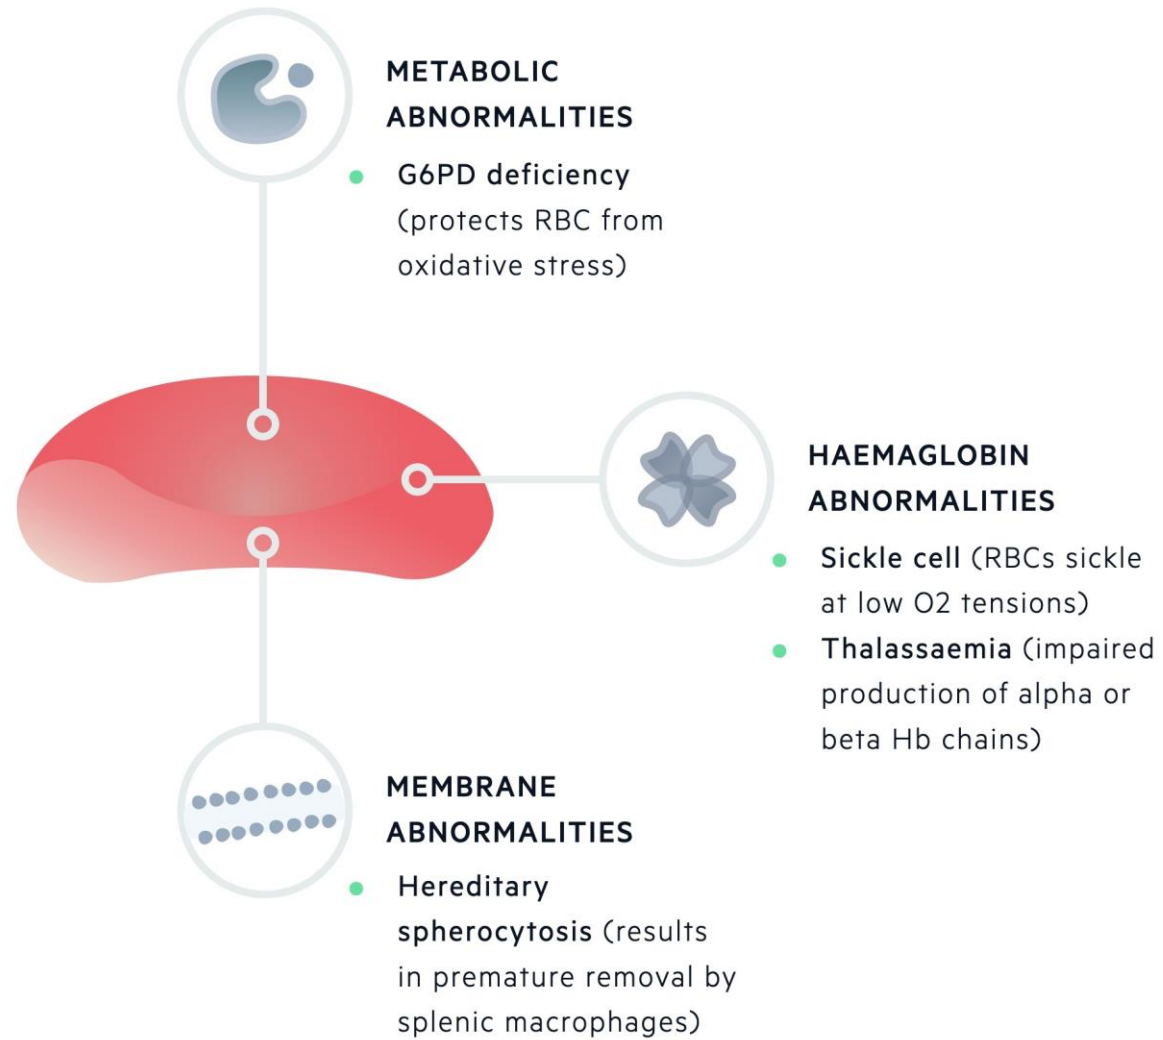 METABOLIC
ABNORMALITIES
G6PD deficiency
(protects RBC from
oxidative stress)
HAEMAGLOBIN
ABNORMALITIES
Sickle cell (RBCs sickle
at low O2 tensions)
Thalassaemia (impaired
production of alpha or
beta Hb chains)
MEMBRANE
ABNORMALITIES
Hereditary
spherocytosis (results
in premature removal by
splenic macrophages)